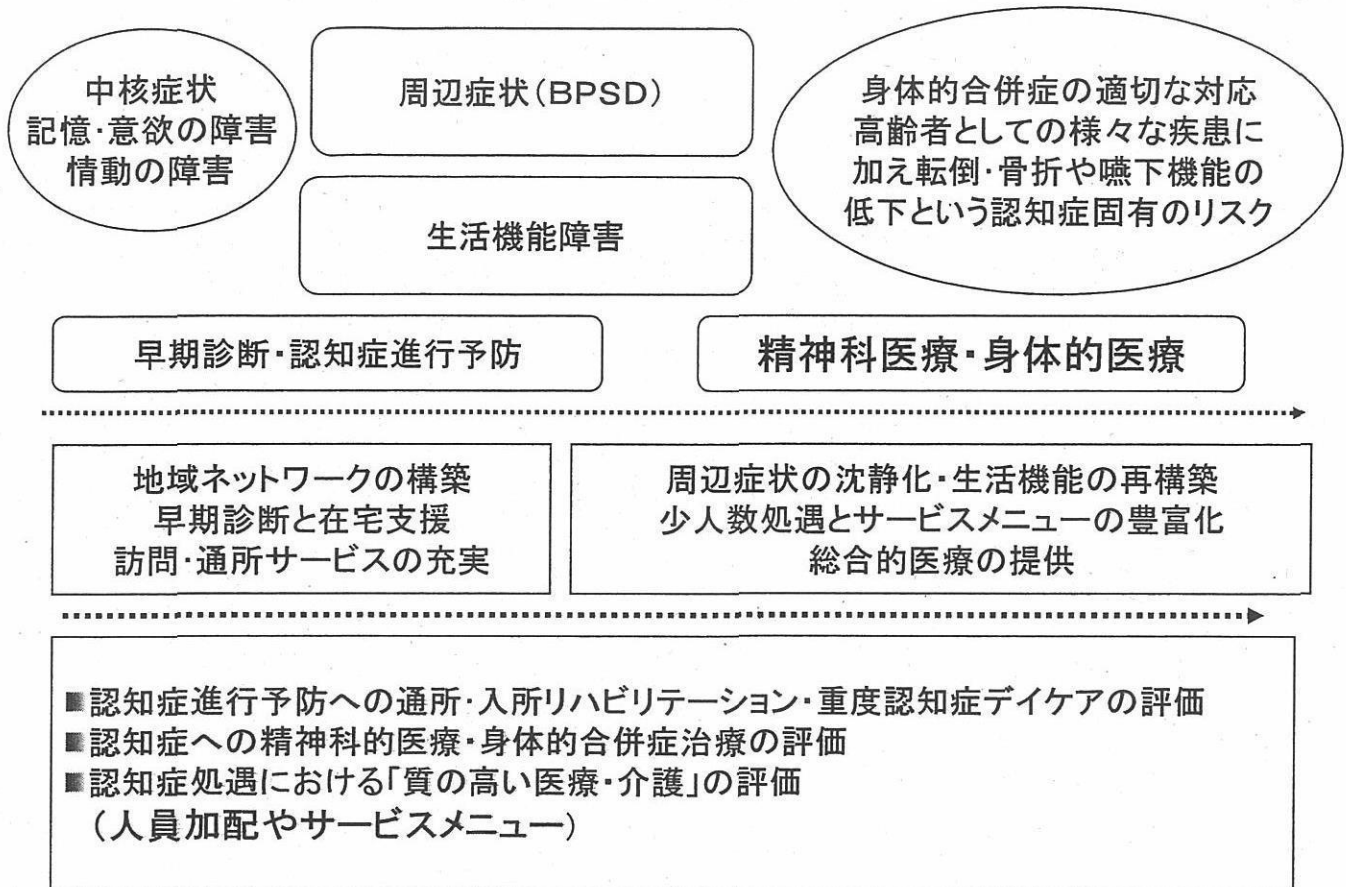 中核症状
記憶・意欲の障害
情動の障害
周辺症状(BPSD)
生活機能障害
身体的合併症の適切な対応
高齢者としての様々な疾患に
加え転倒・骨折や嚥下機能の
低下という認知症固有のリスク
早期診断・認知症進行予防
精神科医療・身体的医療
地域ネットワークの構築
早期診断と在宅支援
訪問・通所サービスの充実
周辺症状の沈静化・生活機能の再構築
少人数処遇とサービスメニューの豊富化
総合的医療の提供
■認知症進行予防への通所・入所リハビリテーション・重度認知症デイケアの評価
■認知症への精神科的医療・身体的合併症治療の評価
■認知症処遇における「質の高い医療・介護」の評価
(人員加配やサービスメニュー)